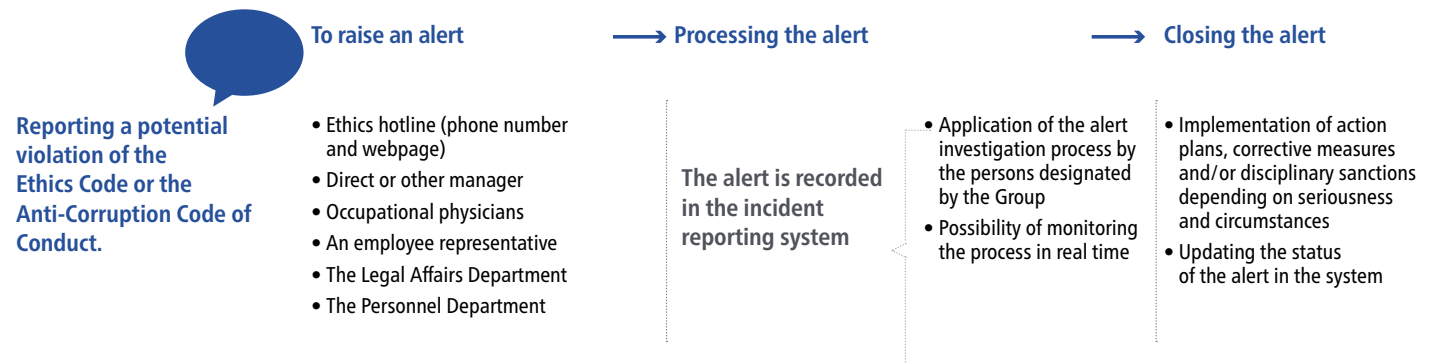 To raise an alert
Processing the alert
Closing the alert
Reporting a potential
violation of the
Ethics Code or the
Anti-Corruption Code of
Conduct.
• Ethics hotline (phone number
and webpage)
• Direct or other manager
• Occupational physicians
• An employee representative
• The Legal Affairs Department
• The Personnel Department
The alert is recorded
in the incident
reporting system
• Application of the alert
investigation process by
the persons designated
by the Group
• Possibility of monitoring
the process in real time
• Implementation of action
plans, corrective measures
and/or disciplinary sanctions
depending on seriousness
and circumstances
• Updating the status
of the alert in the system